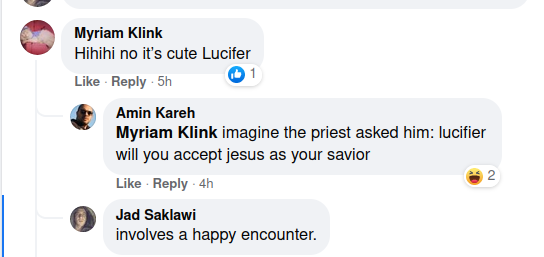 Myriam Klink
Hihihi no it's cute Lucifer
1
Like · Reply · 5h
Amin Kareh
Myriam Klink imagine the priest asked him: lucifier
will you accept jesus as your savior
2
Like · Reply · 4h
Jad Saklawi
involves a happy encounter.